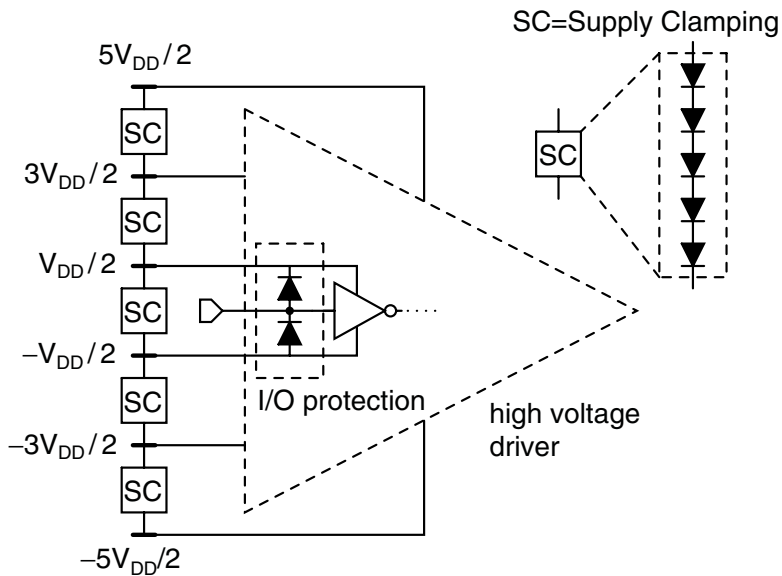 SC=Supply Clamping
5V_DD/2
SC
3V_DD/2
SC
SC
V_DD/2
SC
−V_DD/2
I/O protection
SC
high voltage
driver
−3V_DD/2
SC
−5V_DD/2